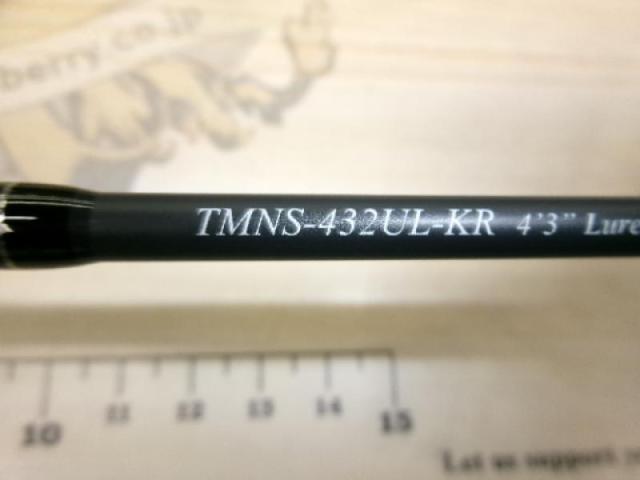 berry.co.jp
TMNS-432UL-KR 4'3" Lure
10 11 12 13 14 15
Let us support